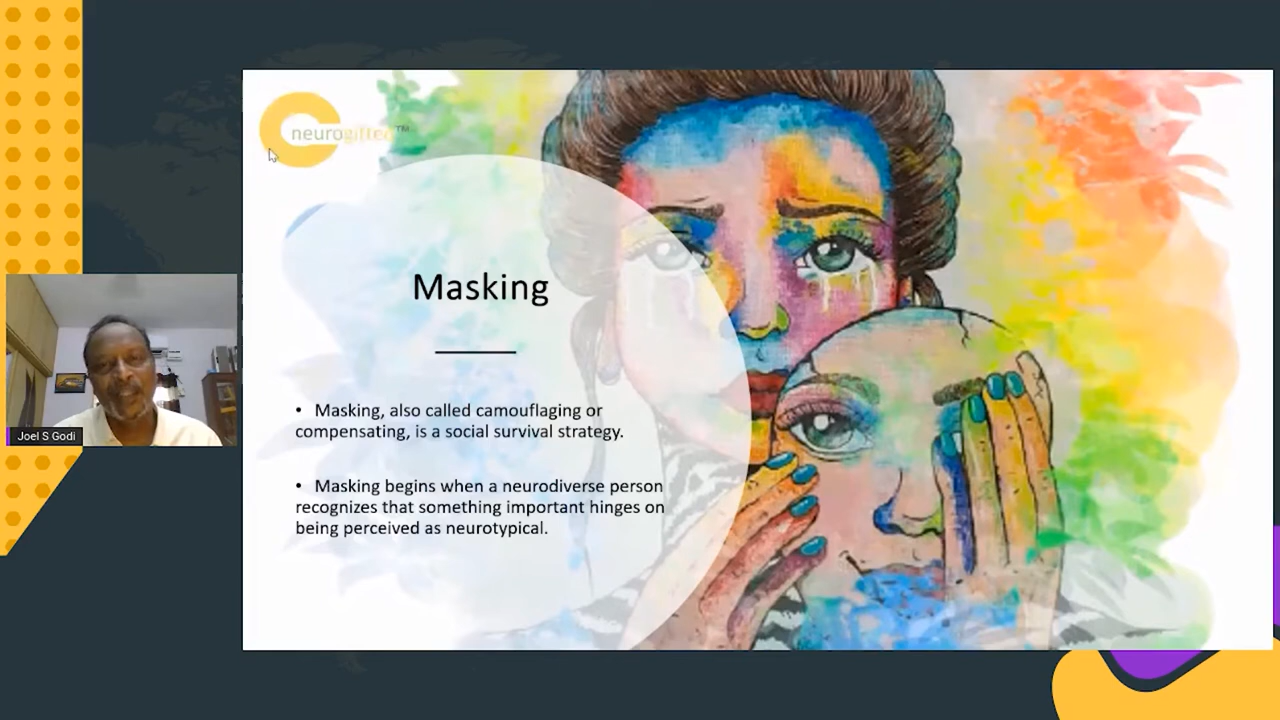 neurogifted™
Masking
• Masking, also called camouflaging or
compensating, is a social survival strategy.
• Masking begins when a neurodiverse person
recognizes that something important hinges on
being perceived as neurotypical.
Joel S Godi